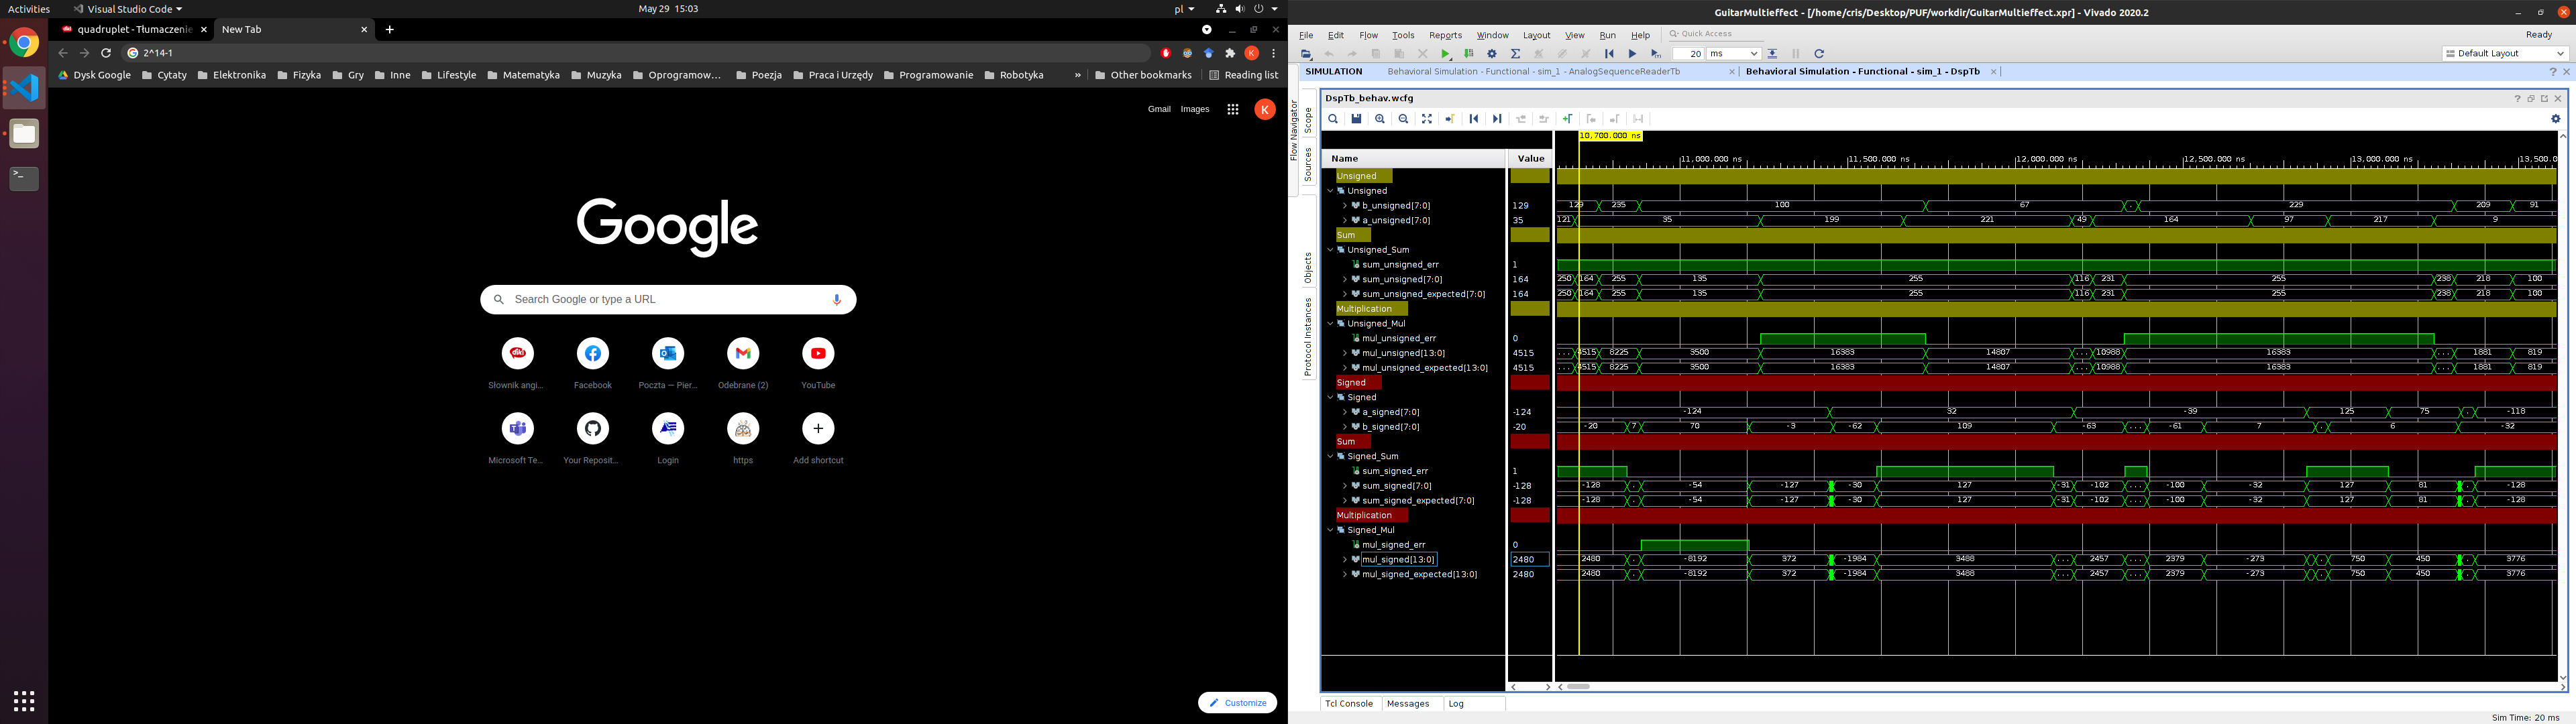 Activities
Visual Studio Code
May 29 15:03
pl
quadruplet - Tłumaczenie
New Tab
2^14-1
Dysk Google
Cytaty
Elektronika
Fizyka
Gry
Inne
Lifestyle
Matematyka
Muzyka
Oprogramow…
Poezja
Praca i Urzędy
Programowanie
Robotyka
»
Other bookmarks
Reading list
Gmail
Images
K
Google
Search Google or type a URL
diki
Słownik angi...
Facebook
Poczta — Pier...
Odebrane (2)
YouTube
Microsoft Te...
Your Reposit...
Login
https
Add shortcut
Customize
GuitarMultieffect - [/home/cris/Desktop/PUF/workdir/GuitarMultieffect.xpr] - Vivado 2020.2
File Edit Flow Tools Reports Window Layout View Run Help
Quick Access
Ready
20 ms
Default Layout
SIMULATION
Behavioral Simulation - Functional - sim_1 - AnalogSequenceReaderTb
Behavioral Simulation - Functional - sim_1 - DspTb
Flow Navigator
Scope
Sources
Objects
Protocol Instances
DspTb_behav.wcfg
10,700.000 ns
11,000.000 ns 11,500.000 ns 12,000.000 ns 12,500.000 ns 13,000.000 ns 13,500.0
Name Value
Unsigned
Unsigned
b_unsigned[7:0] 129 129 235 100 67 . 229 209 91
a_unsigned[7:0] 35 121 35 199 221 49 164 97 217 9
Sum
Unsigned_Sum
sum_unsigned_err 1
sum_unsigned[7:0] 164 250 164 255 135 255 116 231 255 238 218 100
sum_unsigned_expected[7:0] 164 250 164 255 135 255 116 231 255 238 218 100
Multiplication
Unsigned_Mul
mul_unsigned_err 0
mul_unsigned[13:0] 4515 ... 4515 8225 3500 16383 14807 ... 10988 16383 ... 1881 819
mul_unsigned_expected[13:0] 4515 ... 4515 8225 3500 16383 14807 ... 10988 16383 ... 1881 819
Signed
Signed
a_signed[7:0] -124 -124 32 -39 125 75 . -118
b_signed[7:0] -20 -20 7 70 -3 -62 109 -63 ... -61 7 . 6 -32
Sum
Signed_Sum
sum_signed_err 1
sum_signed[7:0] -128 -128 . -54 -127 -30 127 -31 -102 ... -100 -32 127 81 . -128
sum_signed_expected[7:0] -128 -128 . -54 -127 -30 127 -31 -102 ... -100 -32 127 81 . -128
Multiplication
Signed_Mul
mul_signed_err 0
mul_signed[13:0] 2480 2480 . -8192 372 -1984 3488 ... 2457 ... 2379 -273 . . 750 450 . 3776
mul_signed_expected[13:0] 2480 2480 . -8192 372 -1984 3488 ... 2457 ... 2379 -273 . . 750 450 . 3776
Tcl Console Messages Log
Sim Time: 20 ms